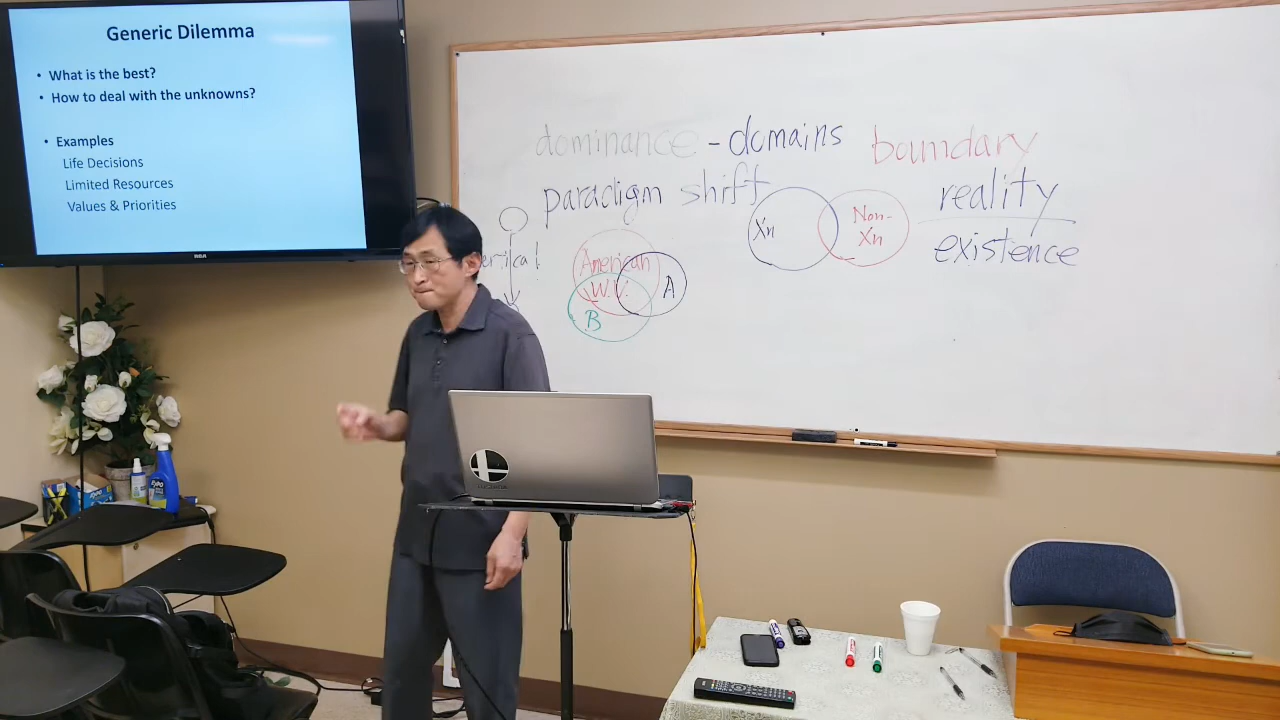 Generic Dilemma
• What is the best?
• How to deal with the unknowns?
• Examples
Life Decisions
Limited Resources
Values & Priorities
RCA
dominance - domains boundary
paradigm shift
Xn
Non-
Xn
reality
existence
American
W.V.
A
B